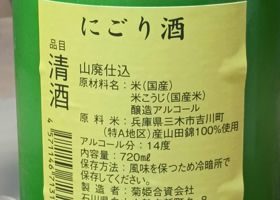 にごり酒
品目
清酒
山廃仕込
原材料名：米（国産）
米こうじ（国産米）
醸造アルコール
原料米：兵庫県三木市吉川町
（特A地区）産山田錦100%使用
アルコール分：14度
内容量：720mℓ
保存方法：風味を保つため冷暗所で
保存してください。
製造者：菊姫合資会社